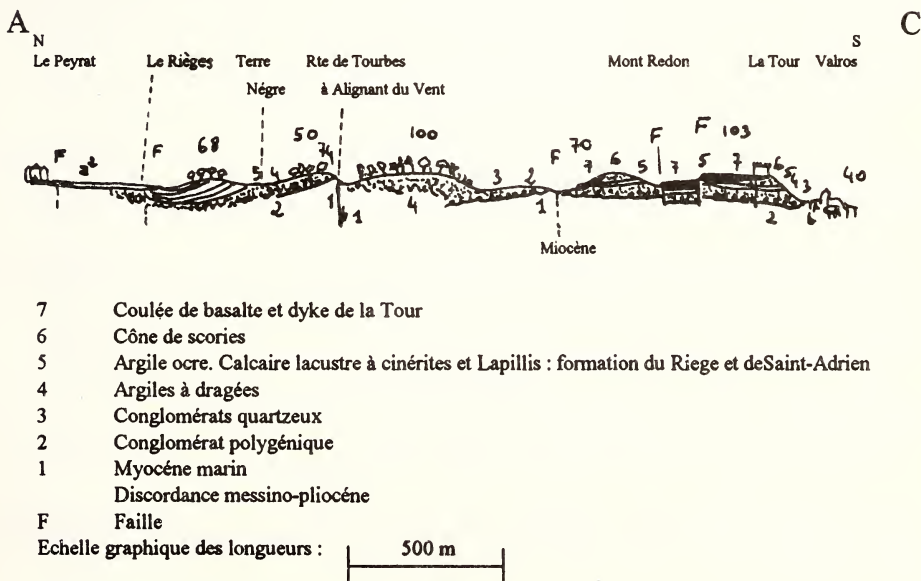 A C
N S
Le Peyrat Le Rièges Terre Rte de Tourbes Mont Redon La Tour Valros
Négre à Alignant du Vent
68 50 74 100 F 70 F F 103
F F 5 4 7 6 5 7 5 7 6 5 4 3 40
2 1 1 4 3 2 1 2
Miocène
7 Coulée de basalte et dyke de la Tour
6 Cône de scories
5 Argile ocre. Calcaire lacustre à cinérites et Lapillis : formation du Riege et deSaint-Adrien
4 Argiles à dragées
3 Conglomérats quartzeux
2 Conglomérat polygénique
1 Myocéne marin
Discordance messino-pliocéne
F Faille
Echelle graphique des longueurs : 500 m